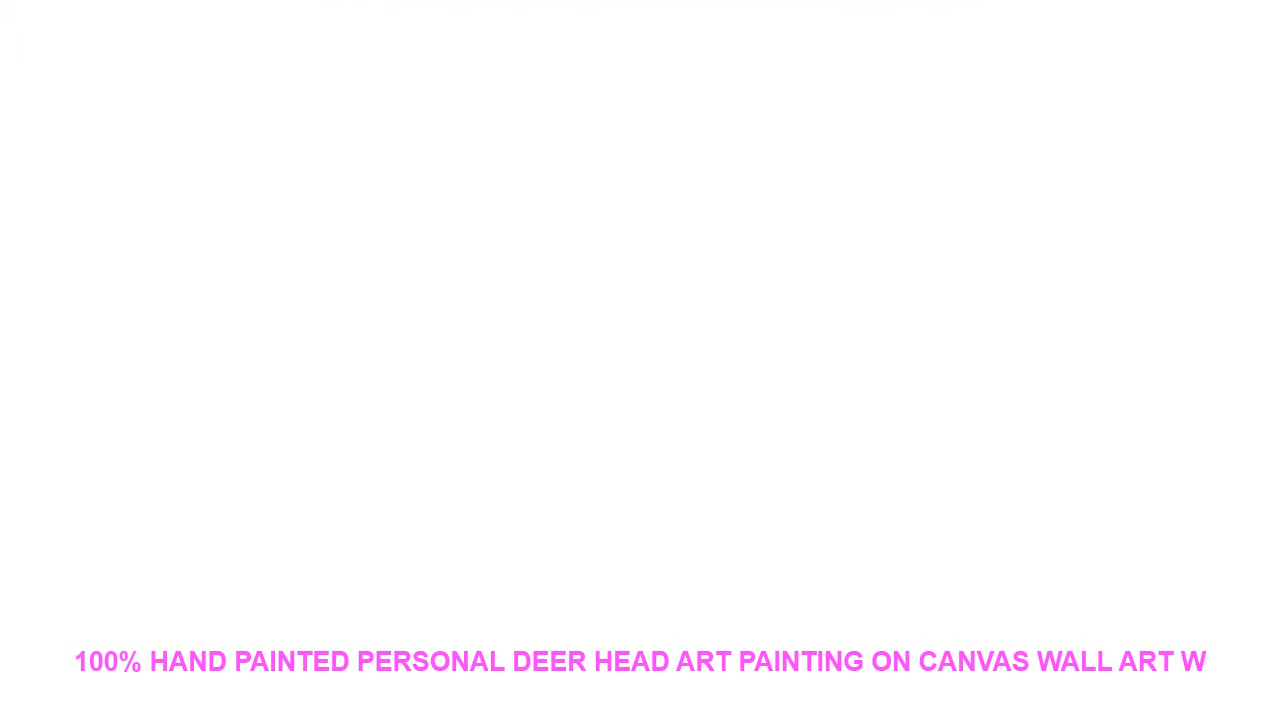 100% HAND PAINTED PERSONAL DEER HEAD ART PAINTING ON CANVAS WALL ART W